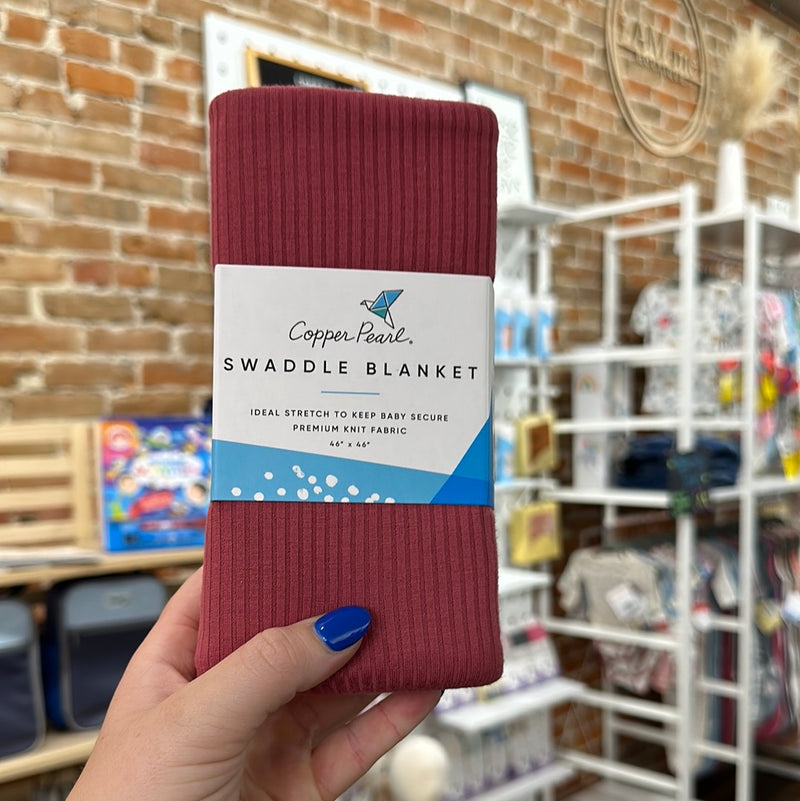 Copper Pearl®
SWADDLE BLANKET
IDEAL STRETCH TO KEEP BABY SECURE
PREMIUM KNIT FABRIC
46" x 46"